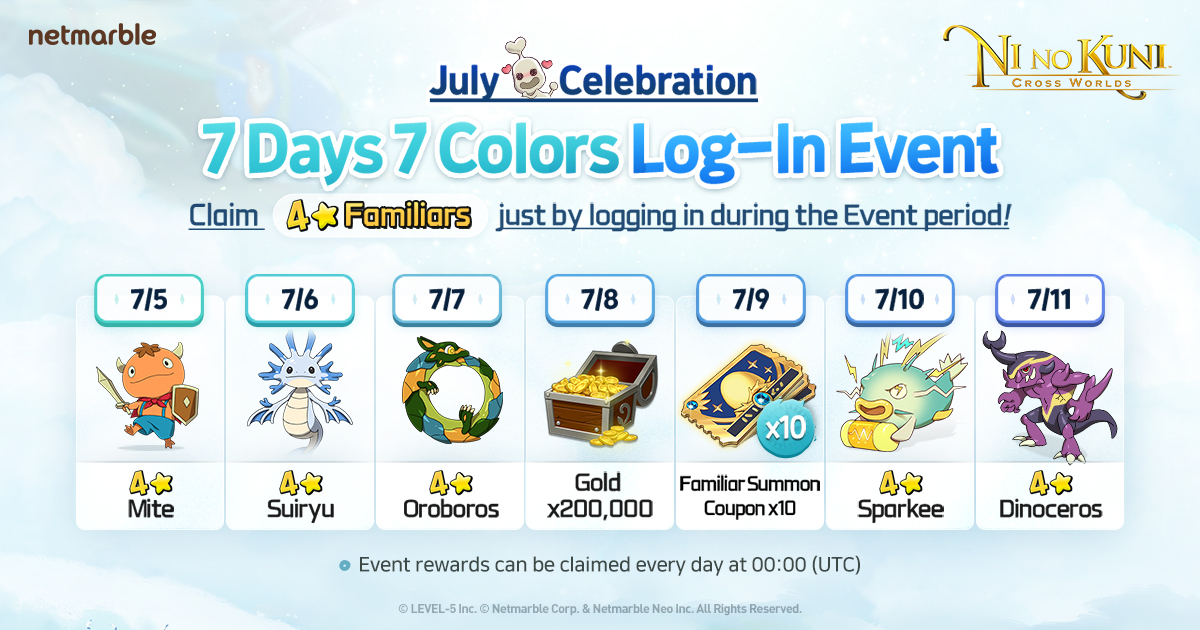 netmarble
NI NO KUNI
CROSS WORLDS
TM
July Celebration
7 Days 7 Colors Log-In Event
Claim 4★ Familiars just by logging in during the Event period!
7/5
4★
Mite
7/6
4★
Suiryu
7/7
4★
Oroboros
7/8
Gold
x200,000
7/9
x10
Familiar Summon
Coupon x10
7/10
W
4★
Sparkee
7/11
4★
Dinoceros
Event rewards can be claimed every day at 00:00 (UTC)
© LEVEL-5 Inc. © Netmarble Corp. & Netmarble Neo Inc. All Rights Reserved.